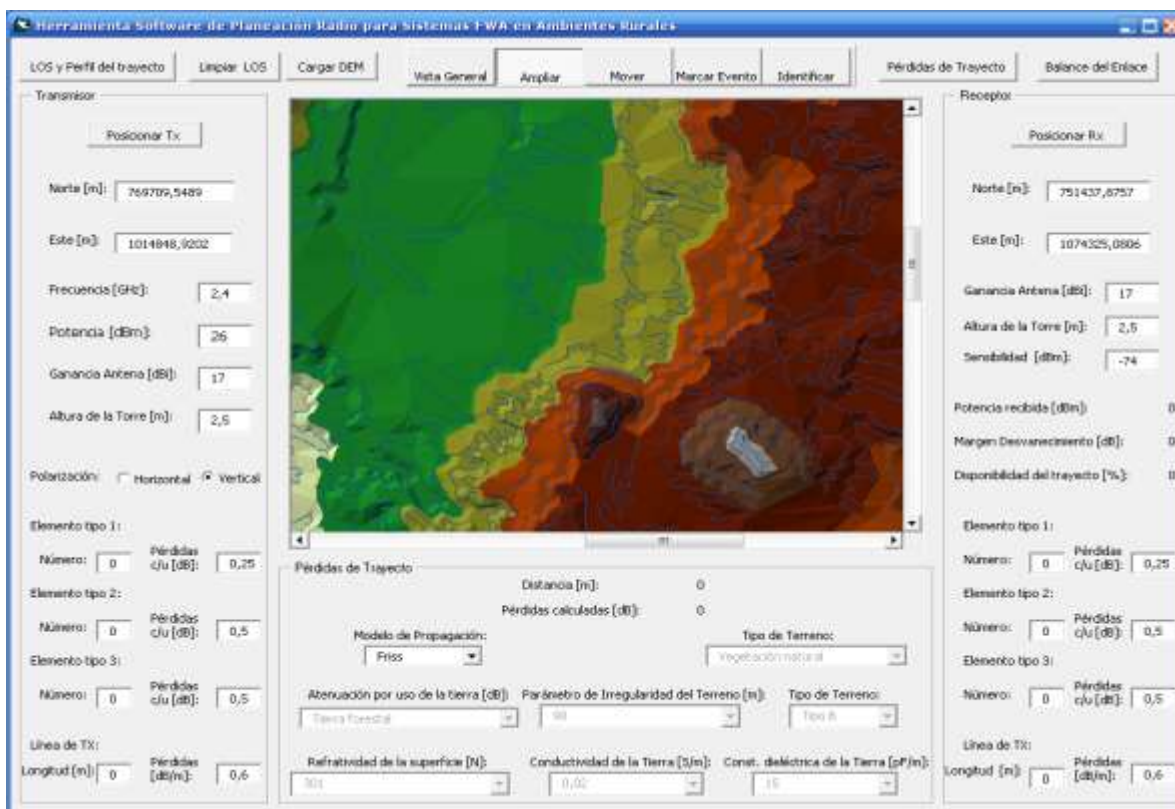 Herramienta Software de Planeación Radio para Sistemas FWA en Ambientes Rurales
LOS y Perfil del trayecto
Limpiar LOS
Cargar DEM
Vista General
Ampliar
Mover
Marcar Evento
Identificar
Pérdidas de Trayecto
Balance del Enlace
Transmisor
Posicionar Tx
Norte [m]: 769709,5489
Este [m]: 1014848,9202
Frecuencia [GHz]: 2,4
Potencia [dBm]: 26
Ganancia Antena [dBi]: 17
Altura de la Torre [m]: 2,5
Polarización: Horizontal Vertical
Elemento tipo 1:
Número: 0 Pérdidas c/u [dB]: 0,25
Elemento tipo 2:
Número: 0 Pérdidas c/u [dB]: 0,5
Elemento tipo 3:
Número: 0 Pérdidas c/u [dB]: 0,5
Línea de TX:
Longitud [m]: 0 Pérdidas [dB/m]: 0,6
Pérdidas de Trayecto
Distancia [m]: 0
Pérdidas calculadas [dB]: 0
Modelo de Propagación:
Friss
Tipo de Terreno:
Vegetación natural
Atenuación por uso de la tierra [dB]:
Tierra forestal
Parámetro de Irregularidad del Terreno [m]:
90
Tipo de Terreno:
Tipo A
Refratividad de la superficie [N]:
301
Conductividad de la Tierra [S/m]:
0,02
Const. dieléctrica de la Tierra [pF/m]:
15
Receptor
Posicionar Rx
Norte [m]: 751437,8757
Este [m]: 1074325,0806
Ganancia Antena [dBi]: 17
Altura de la Torre [m]: 2,5
Sensibilidad [dBm]: -74
Potencia recibida [dBm]: 0
Margen Desvanecimiento [dB]: 0
Disponibilidad del trayecto [%]: 0
Elemento tipo 1:
Número: 0 Pérdidas c/u [dB]: 0,25
Elemento tipo 2:
Número: 0 Pérdidas c/u [dB]: 0,5
Elemento tipo 3:
Número: 0 Pérdidas c/u [dB]: 0,5
Línea de TX:
Longitud [m]: 0 Pérdidas [dB/m]: 0,6